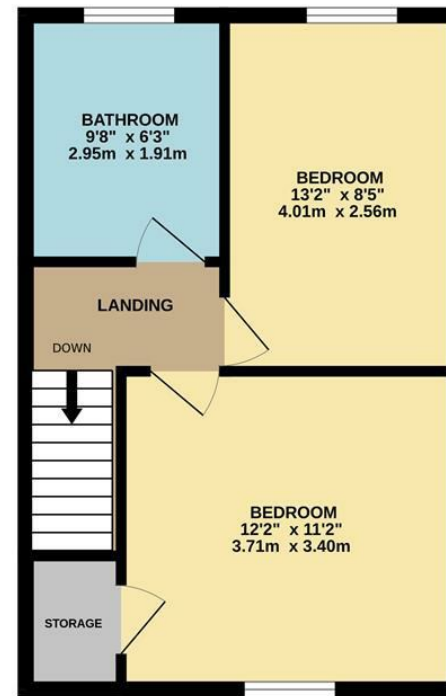 BATHROOM
9'8" x 6'3"
2.95m x 1.91m
BEDROOM
13'2" x 8'5"
4.01m x 2.56m
LANDING
DOWN
BEDROOM
12'2" x 11'2"
3.71m x 3.40m
STORAGE